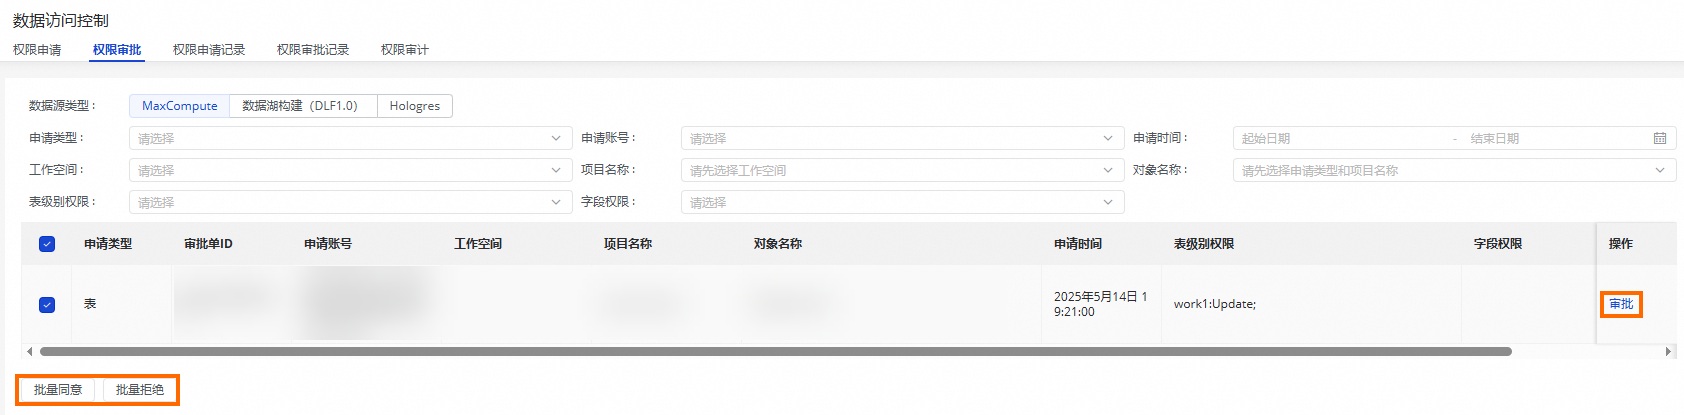 数据访问控制
权限申请 权限审批 权限申请记录 权限审批记录 权限审计
数据源类型： MaxCompute 数据湖构建（DLF1.0） Hologres
申请类型： 请选择 申请账号： 请选择 申请时间： 起始日期 - 结束日期
工作空间： 请选择 项目名称： 请先选择工作空间 对象名称： 请先选择申请类型和项目名称
表级别权限： 请选择 字段权限： 请选择
申请类型 审批单ID 申请账号 工作空间 项目名称 对象名称 申请时间 表级别权限 字段权限 操作
表 2025年5月14日 1 work1:Update; 审批
9:21:00
批量同意 批量拒绝